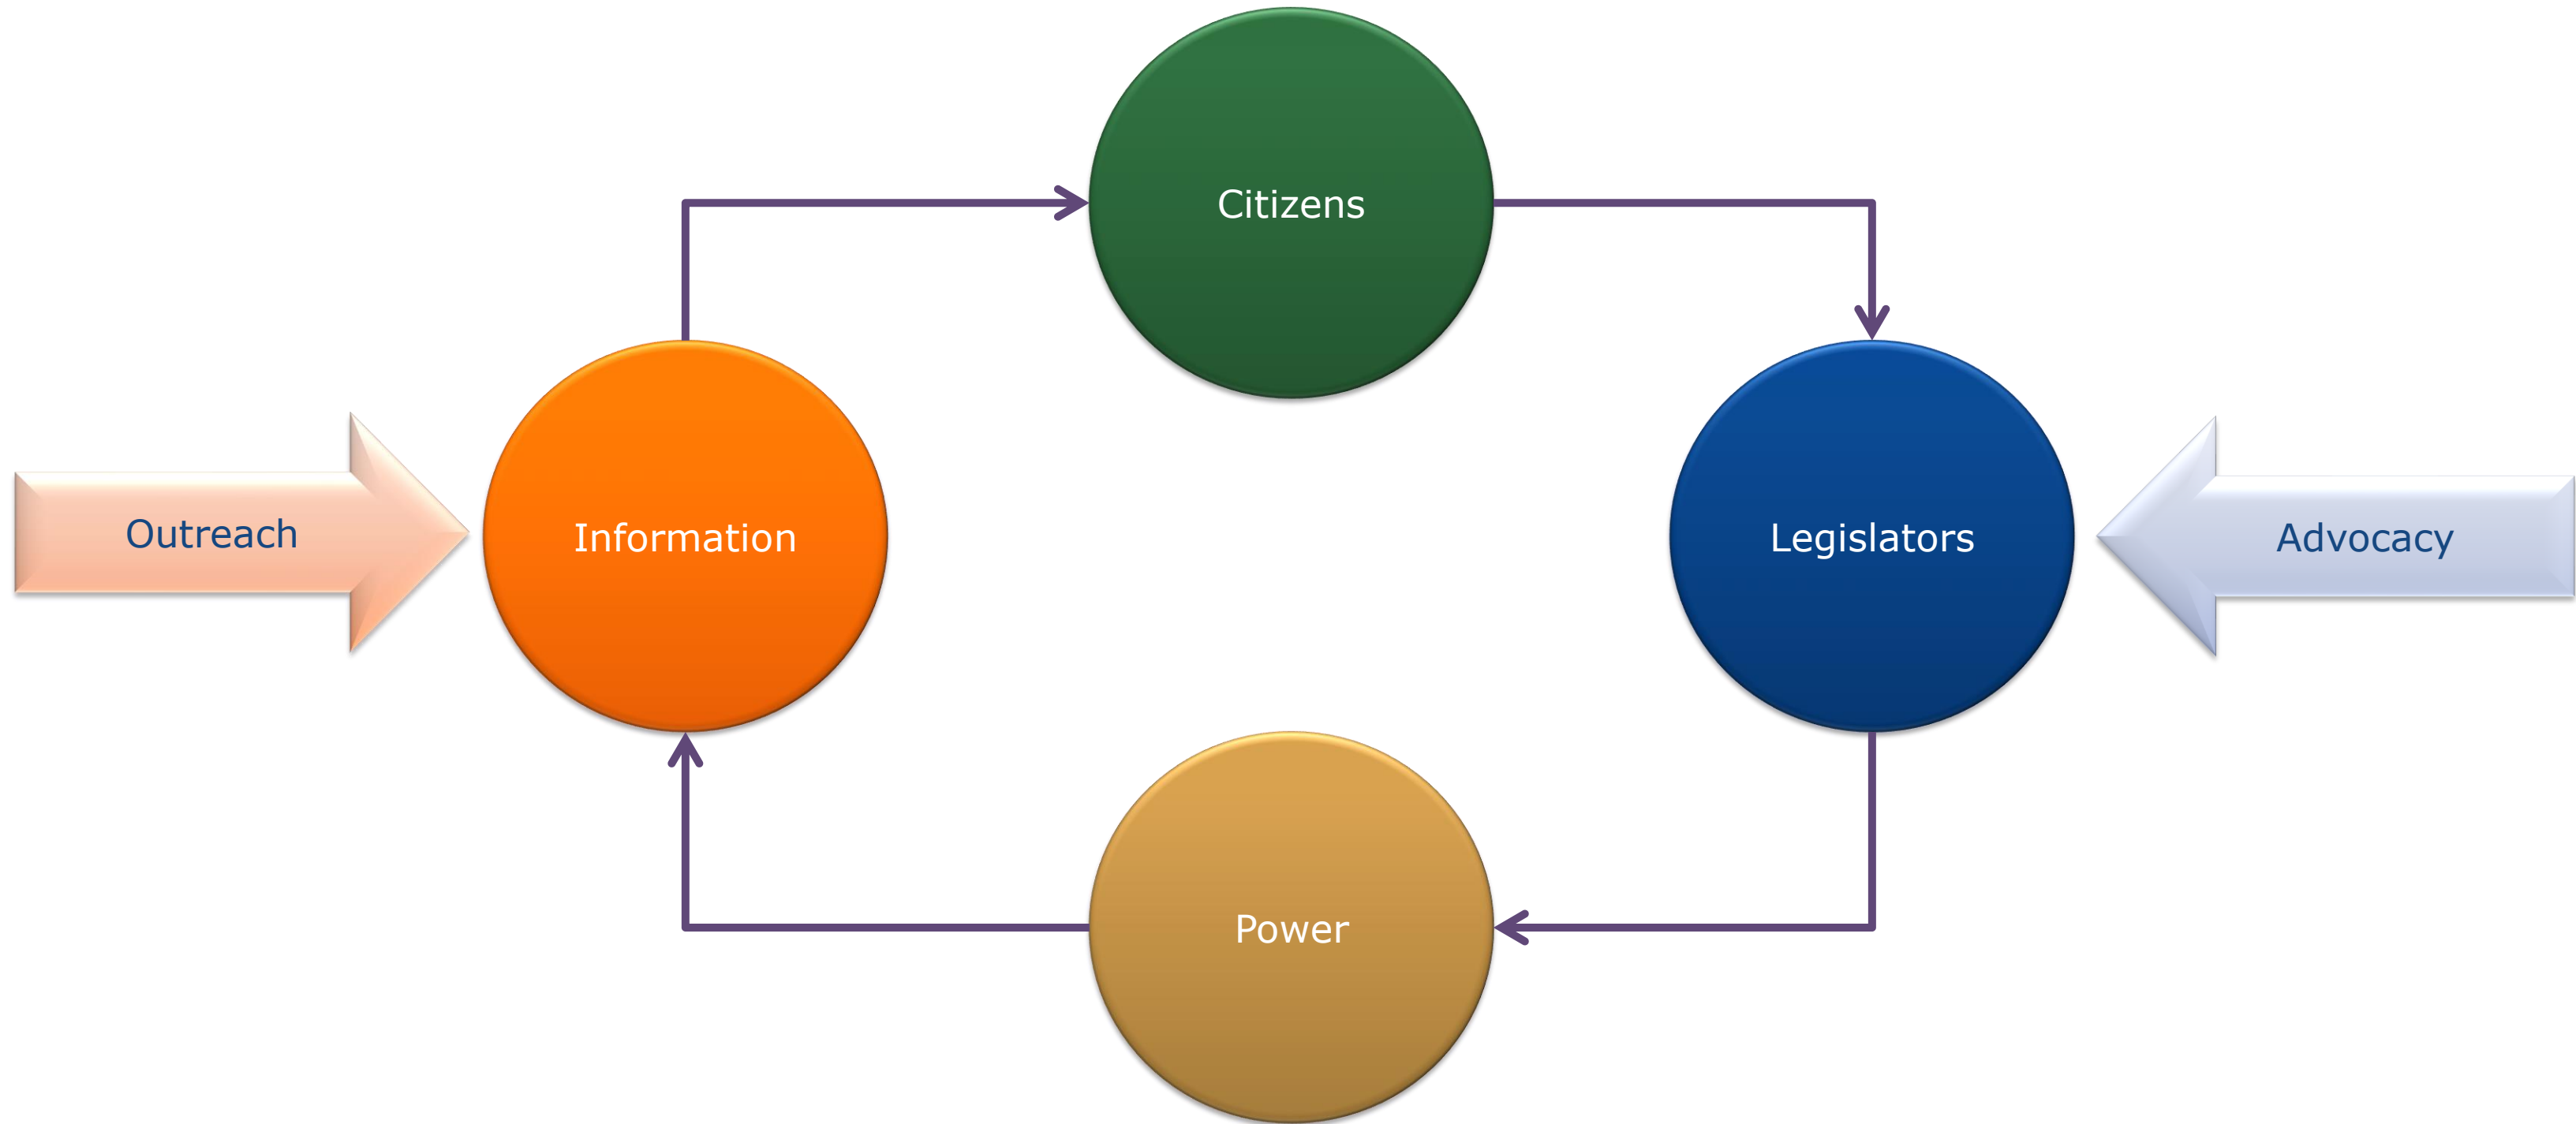 Citizens
Outreach
Information
Legislators
Advocacy
Power